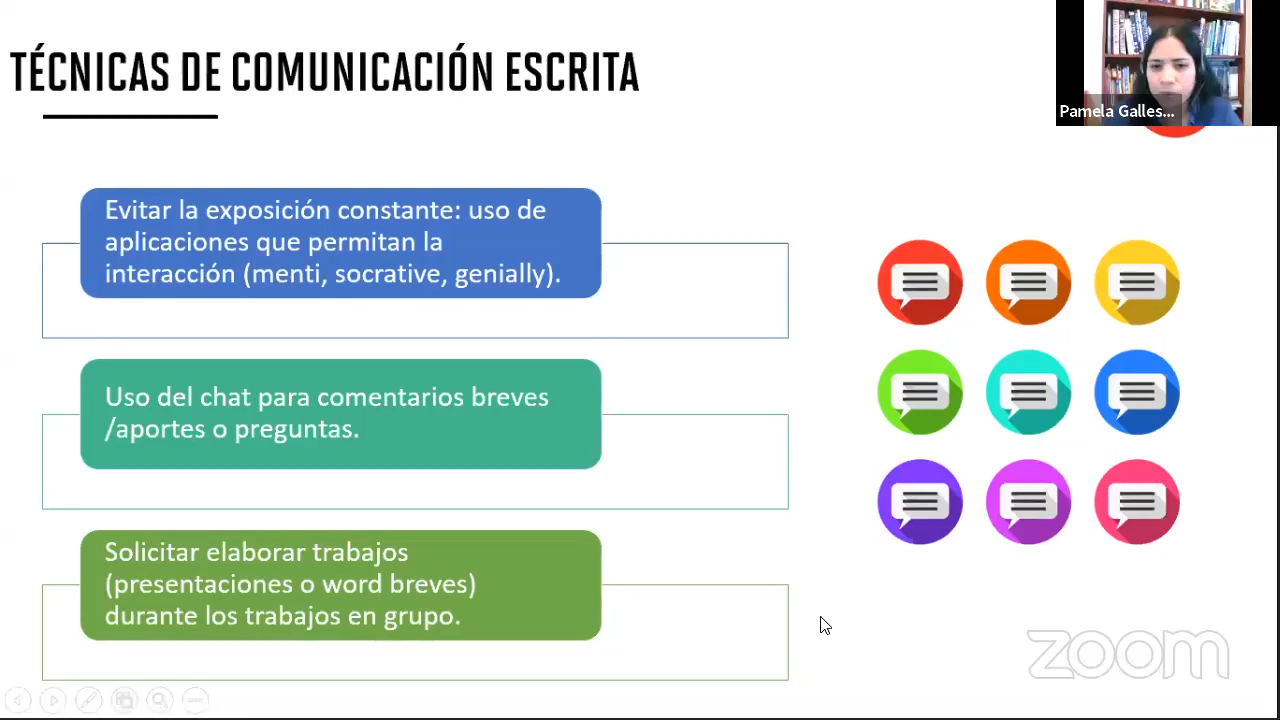 TÉCNICAS DE COMUNICACIÓN ESCRITA
Pamela Galles...
Evitar la exposición constante: uso de
aplicaciones que permitan la
interacción (menti, socrative, genially).
Uso del chat para comentarios breves
/aportes o preguntas.
Solicitar elaborar trabajos
(presentaciones o word breves)
durante los trabajos en grupo.
zoom